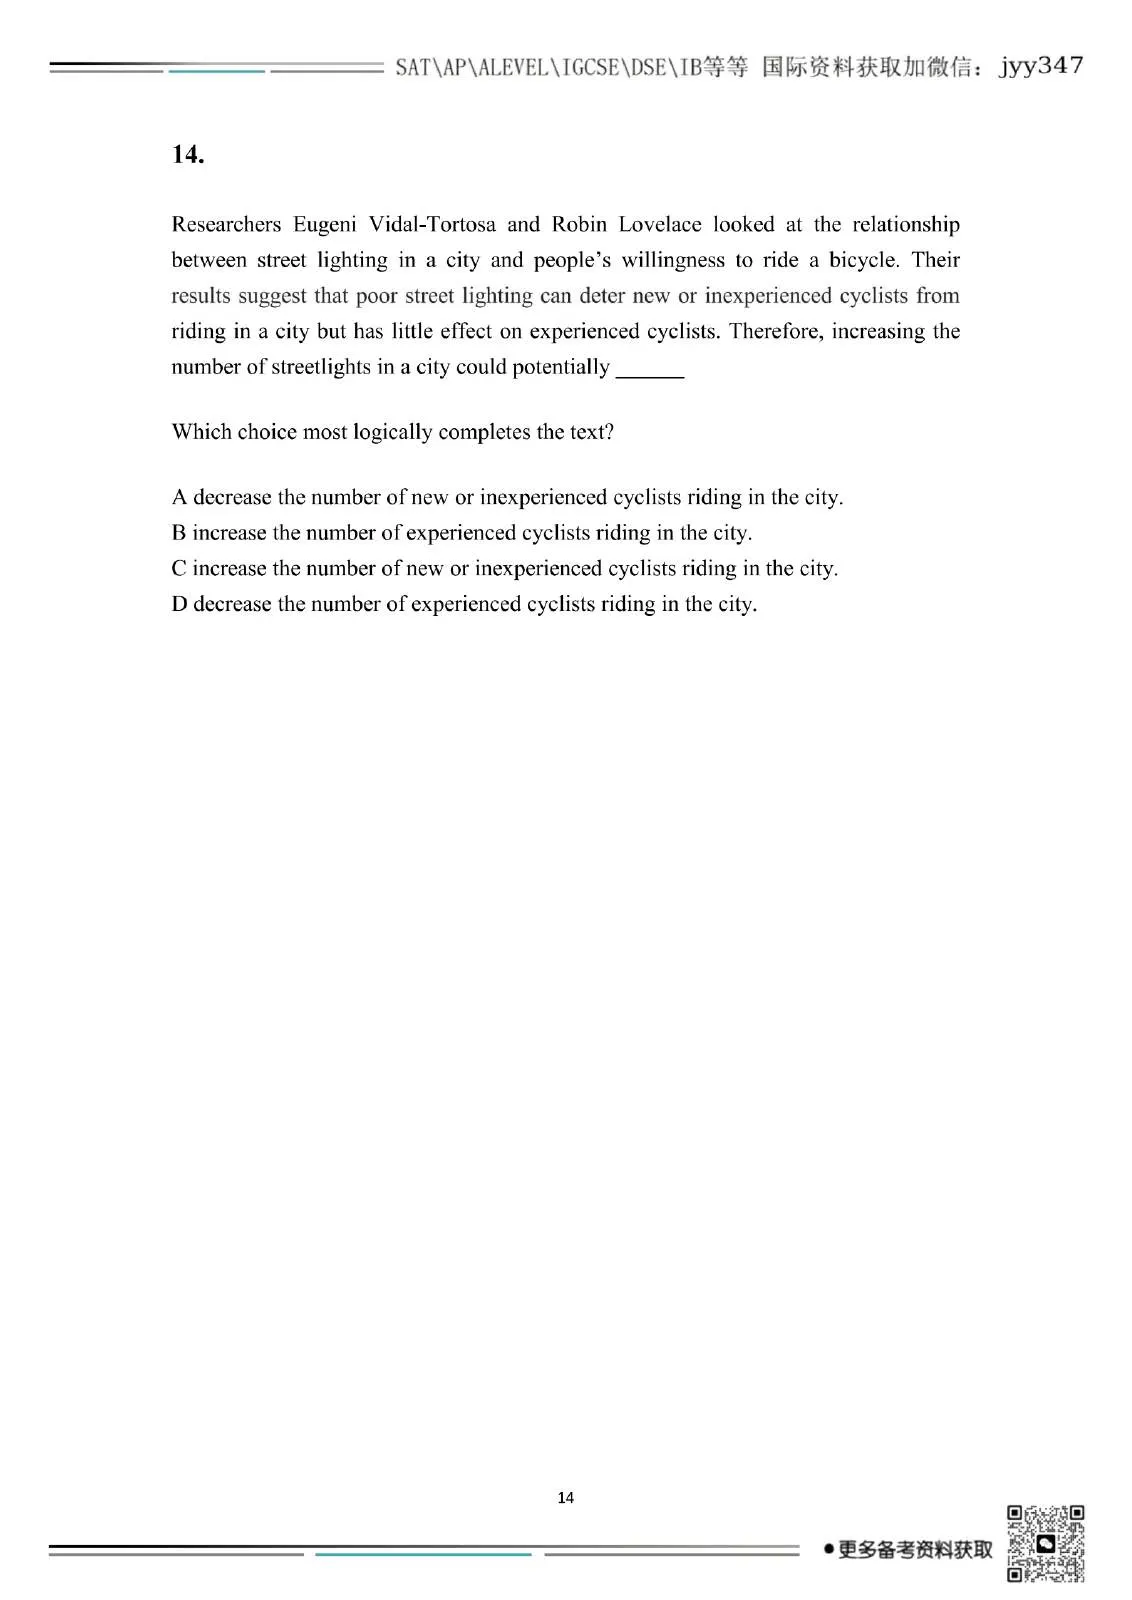 SAT\AP\ALEVEL\IGCSE\DSE\IB等等 国际资料获取加微信：jyy347
14.
Researchers Eugeni Vidal-Tortosa and Robin Lovelace looked at the relationship
between street lighting in a city and people's willingness to ride a bicycle. Their
results suggest that poor street lighting can deter new or inexperienced cyclists from
riding in a city but has little effect on experienced cyclists. Therefore, increasing the
number of streetlights in a city could potentially ______
Which choice most logically completes the text?
A decrease the number of new or inexperienced cyclists riding in the city.
B increase the number of experienced cyclists riding in the city.
C increase the number of new or inexperienced cyclists riding in the city.
D decrease the number of experienced cyclists riding in the city.
14
●更多备考资料获取